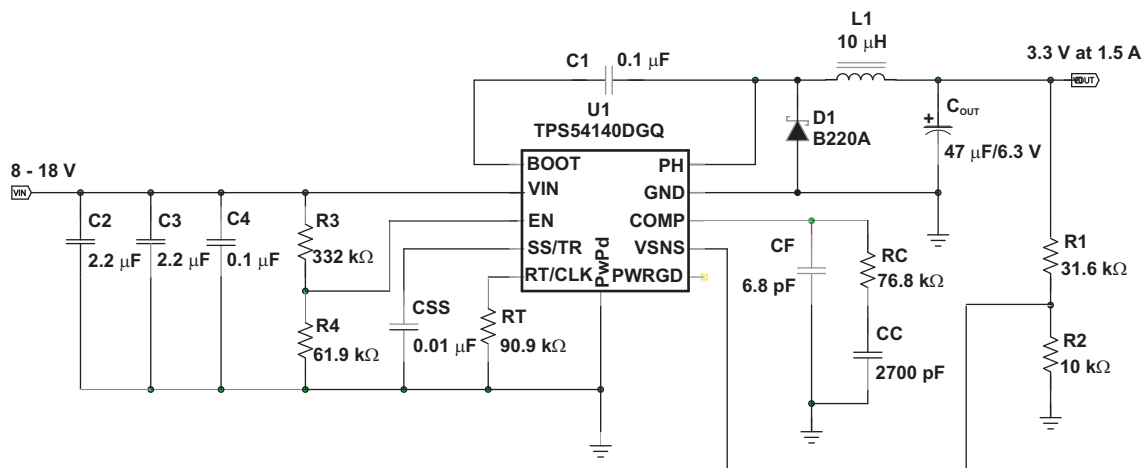 L1
10 μH
3.3 V at 1.5 A
C1
0.1 μF
U1
TPS54140DGQ
D1
B220A
C_OUT
+
47 μF/6.3 V
8 - 18 V
VIN
BOOT
VIN
EN
SS/TR
RT/CLK
PwPd
PH
GND
COMP
VSNS
PWRGD
C2
2.2 μF
C3
2.2 μF
C4
0.1 μF
R3
332 kΩ
R4
61.9 kΩ
CSS
0.01 μF
RT
90.9 kΩ
CF
6.8 pF
RC
76.8 kΩ
CC
2700 pF
R1
31.6 kΩ
R2
10 kΩ